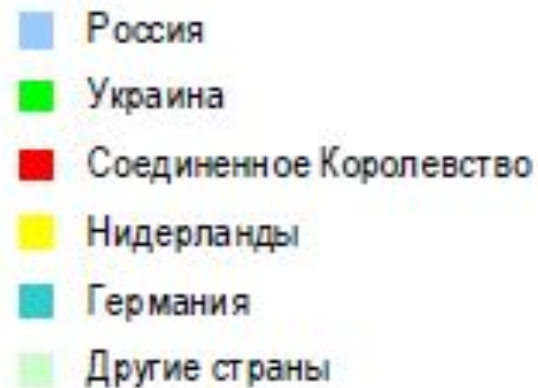 Россия
Украина
Соединенное Королевство
Нидерланды
Германия
Другие страны